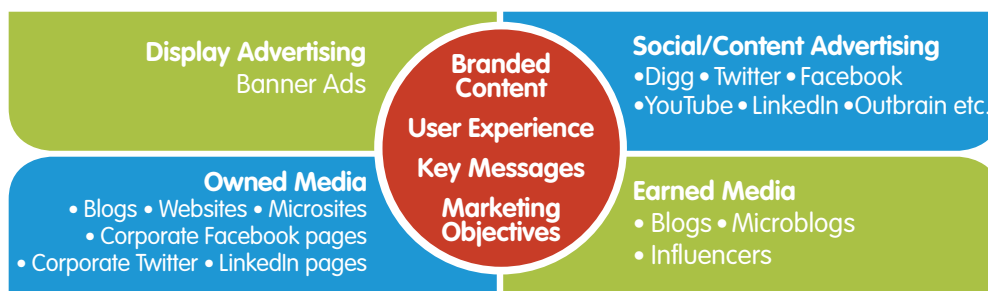 Display Advertising
Banner Ads
Branded
Content
User Experience
Key Messages
Marketing
Objectives
Social/Content Advertising
•Digg • Twitter • Facebook
•YouTube • LinkedIn •Outbrain etc.
Owned Media
• Blogs • Websites • Microsites
• Corporate Facebook pages
• Corporate Twitter • LinkedIn pages
Earned Media
• Blogs • Microblogs
• Influencers